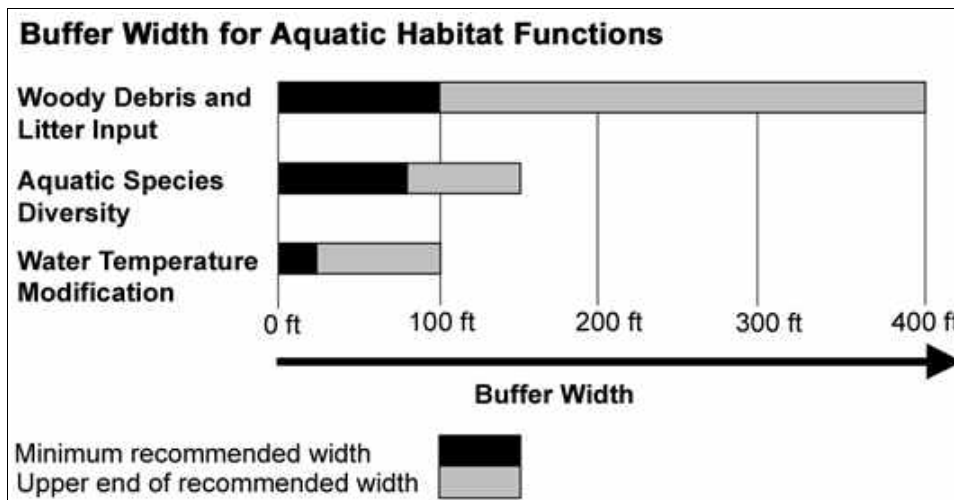 Buffer Width for Aquatic Habitat Functions
Woody Debris and
Litter Input
Aquatic Species
Diversity
Water Temperature
Modification
0 ft
100 ft
200 ft
300 ft
400 ft
Buffer Width
Minimum recommended width
Upper end of recommended width